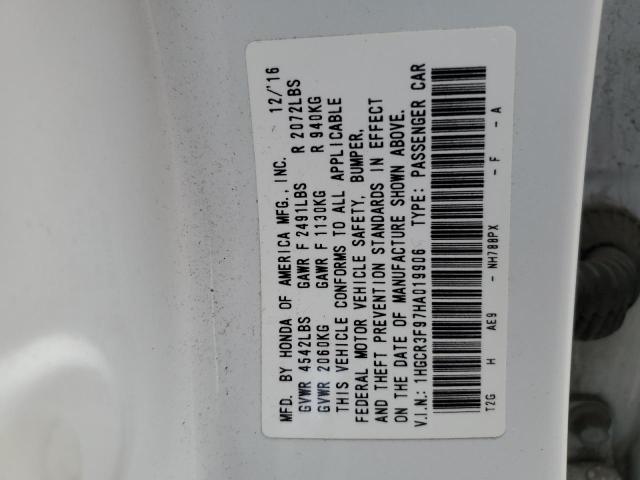 MFD. BY HONDA OF AMERICA MFG., INC. 12/'16
GVWR 4542LBS GAWR F 2491LBS R 2072LBS
GVWR 2060KG GAWR F 1130KG R 940KG
THIS VEHICLE CONFORMS TO ALL APPLICABLE
FEDERAL MOTOR VEHICLE SAFETY, BUMPER,
AND THEFT PREVENTION STANDARDS IN EFFECT
ON THE DATE OF MANUFACTURE SHOWN ABOVE.
V.I.N.: 1HGCR3F97HA019906 TYPE: PASSENGER CAR
T2G H AE9 - NH788PX - F - A